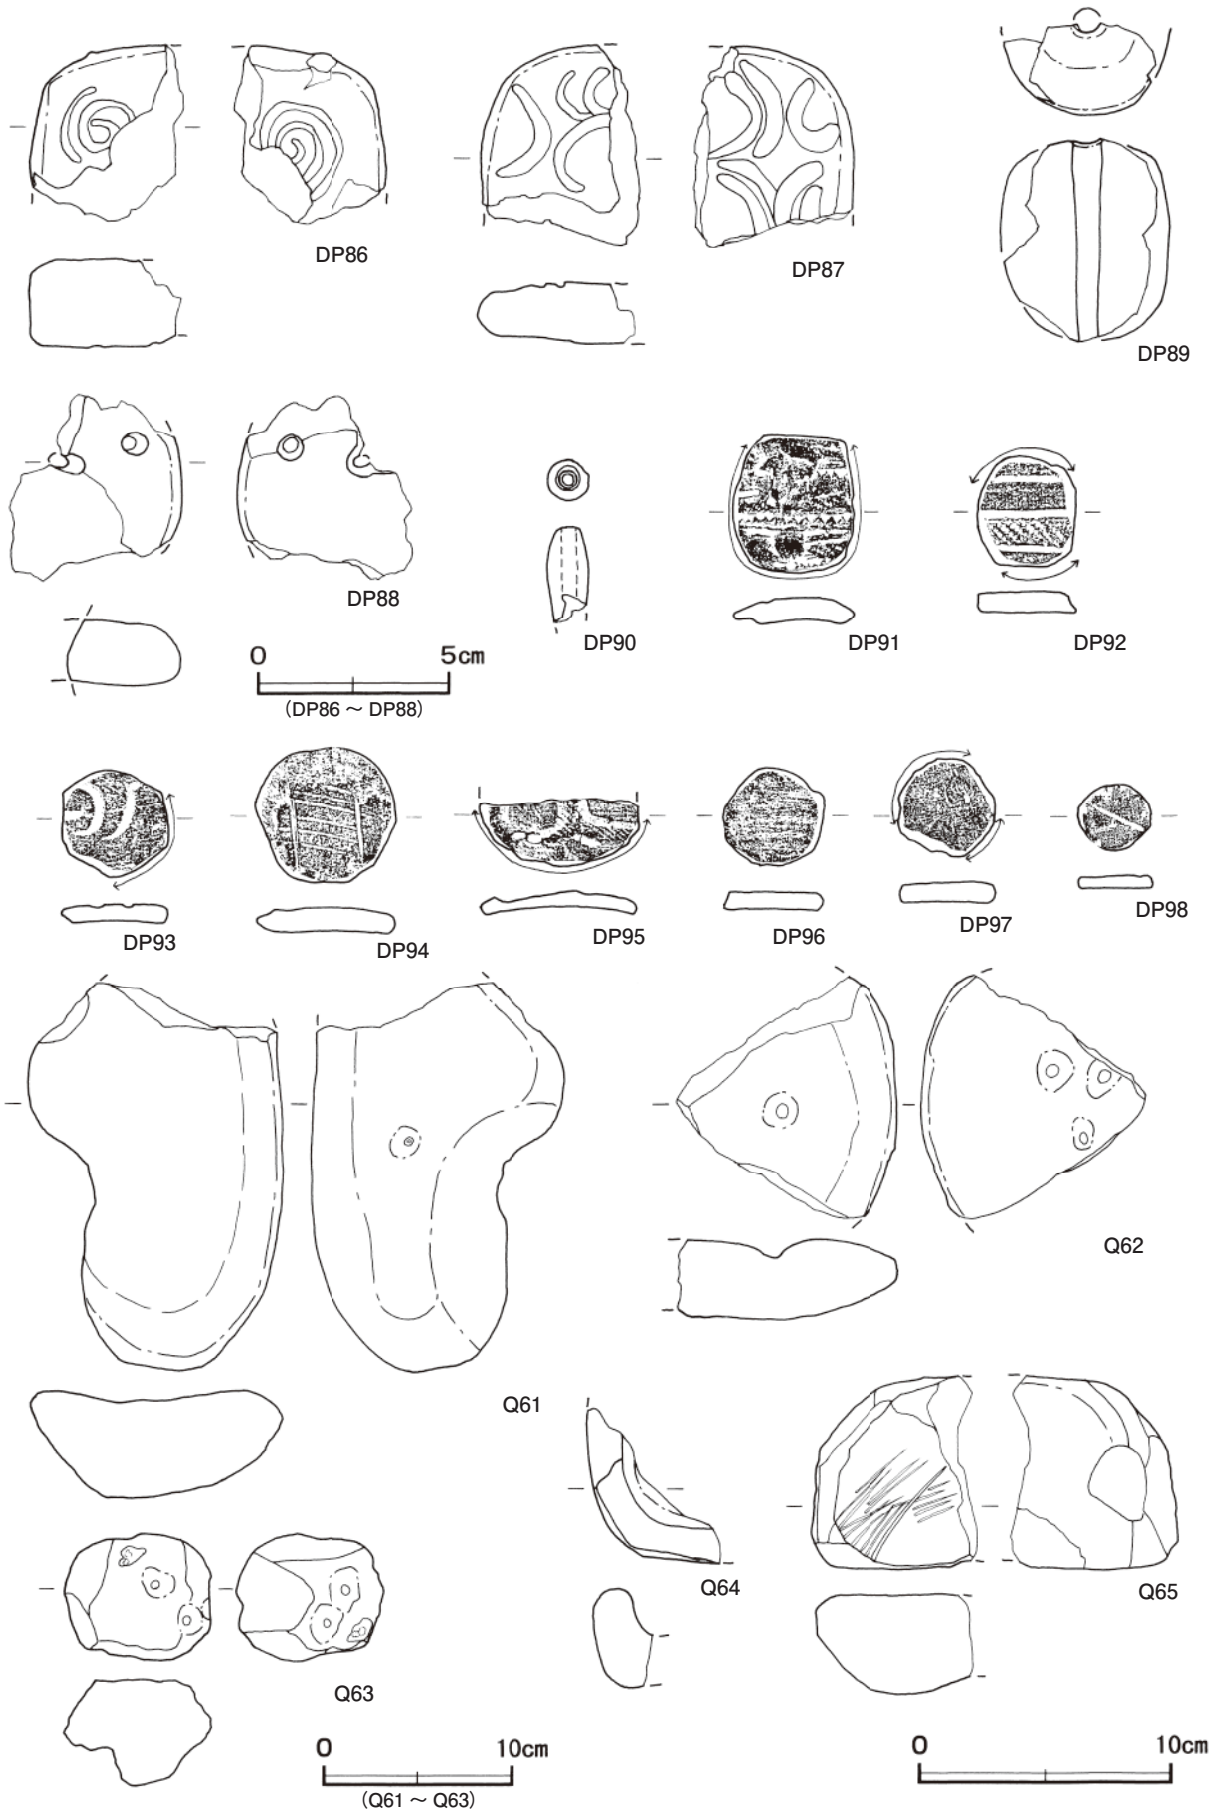 DP86
DP87
DP89
DP88
DP90
DP91
DP92
0 5cm
(DP86 ～ DP88)
DP93
DP94
DP95
DP96
DP97
DP98
Q61
Q62
Q63
Q64
Q65
0 10cm
(Q61 ～ Q63)
0 10cm